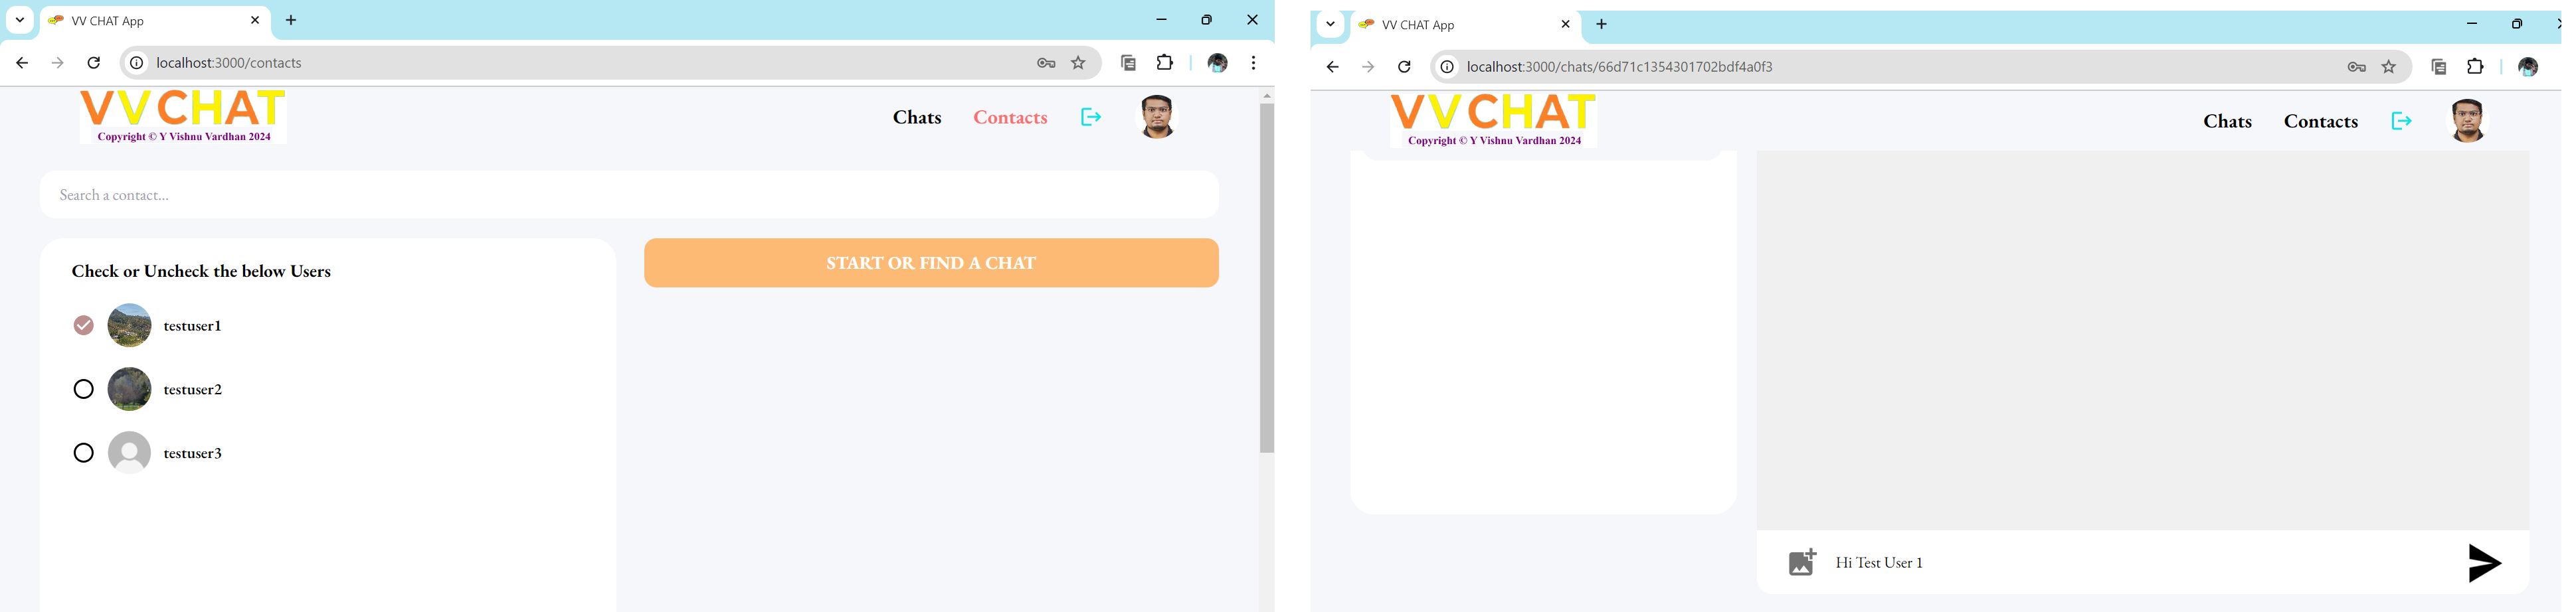 VV CHAT App
localhost:3000/contacts
VVCHAT
Copyright © Y Vishnu Vardhan 2024
Chats
Contacts
Search a contact...
Check or Uncheck the below Users
START OR FIND A CHAT
testuser1
testuser2
testuser3
VV CHAT App
localhost:3000/chats/66d71c1354301702bdf4a0f3
VVCHAT
Copyright © Y Vishnu Vardhan 2024
Chats
Contacts
Hi Test User 1